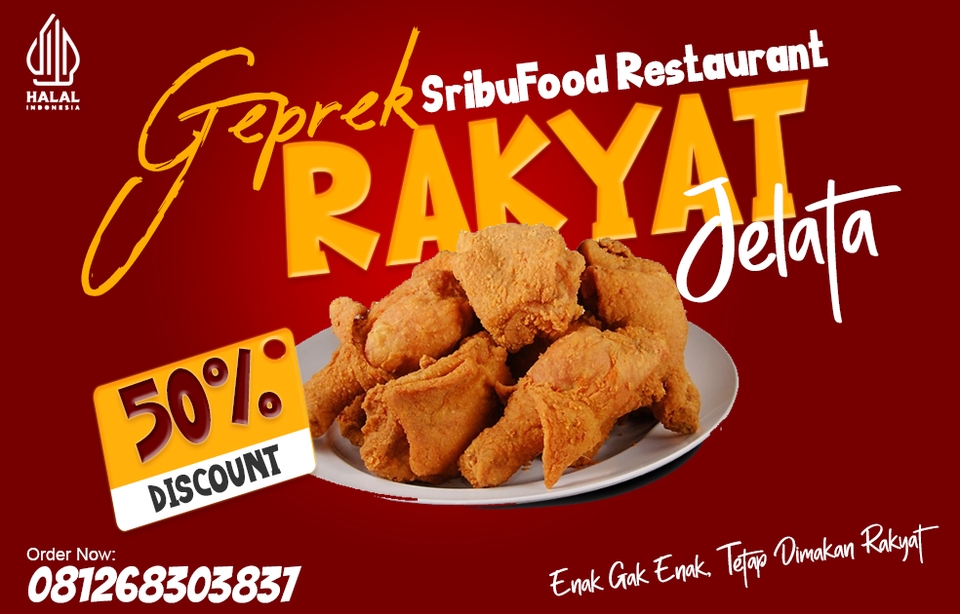 HALAL
INDONESIA
Geprek
SribuFood Restaurant
RAKYAT
Jelata
50%
DISCOUNT
Order Now:
081268303837
Enak Gak Enak, Tetap Dimakan Rakyat